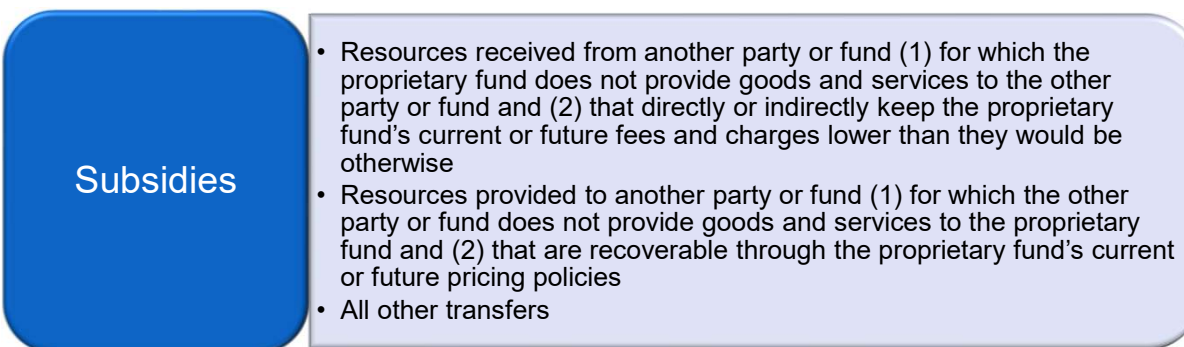 Subsidies
• Resources received from another party or fund (1) for which the
proprietary fund does not provide goods and services to the other
party or fund and (2) that directly or indirectly keep the proprietary
fund's current or future fees and charges lower than they would be
otherwise
• Resources provided to another party or fund (1) for which the other
party or fund does not provide goods and services to the proprietary
fund and (2) that are recoverable through the proprietary fund's current
or future pricing policies
• All other transfers